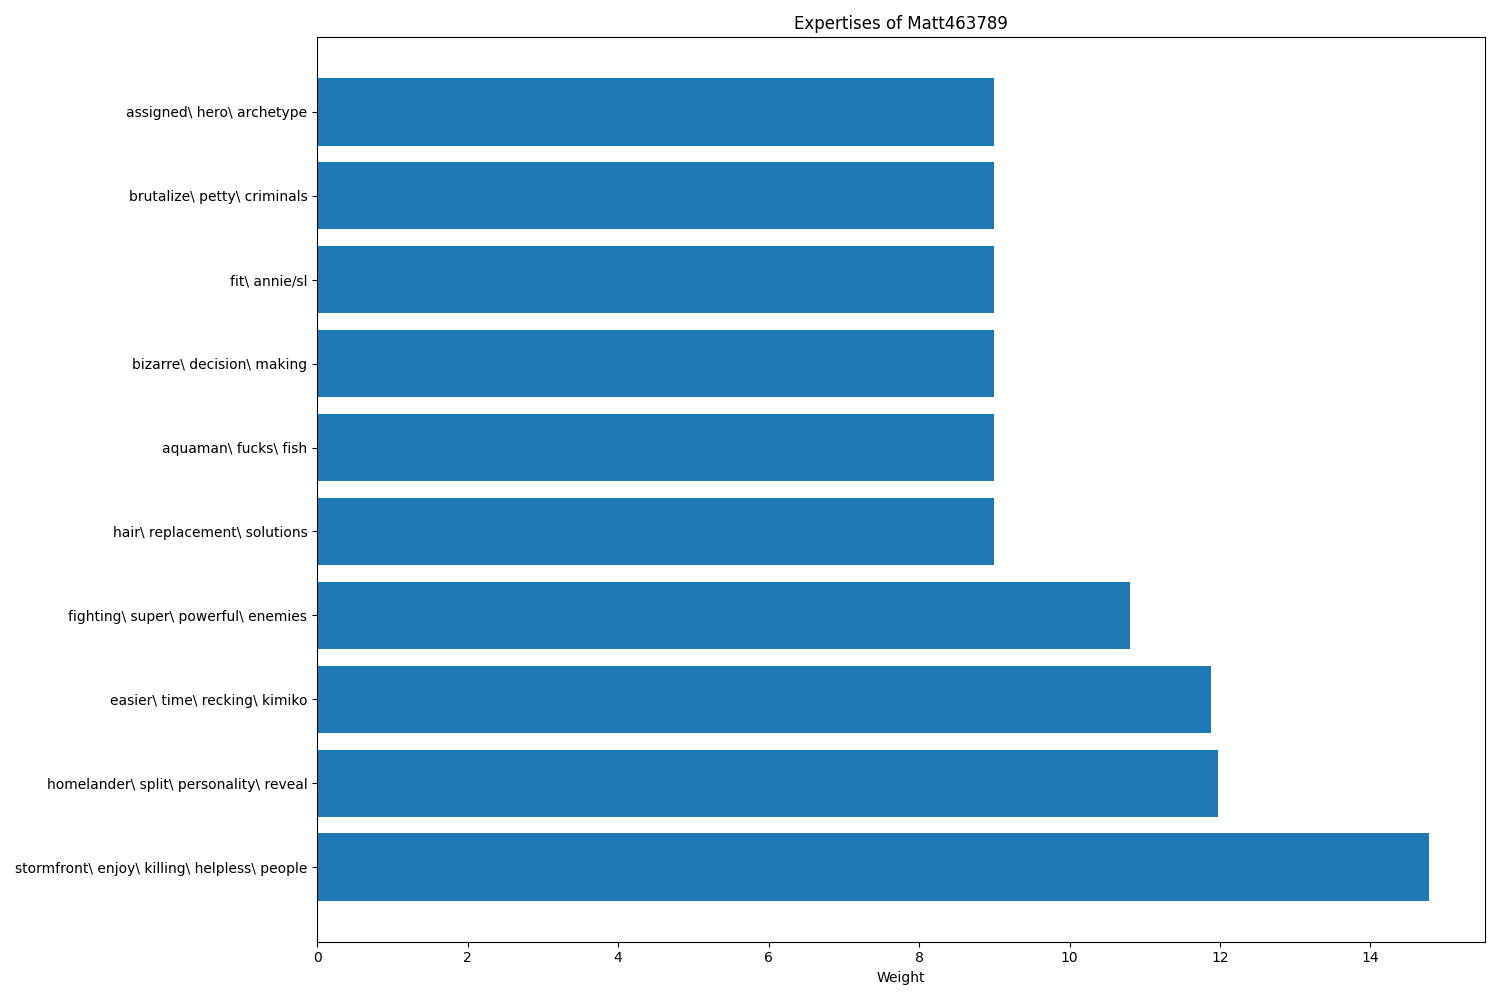 Expertises of Matt463789
assigned\ hero\ archetype
brutalize\ petty\ criminals
fit\ annie/sl
bizarre\ decision\ making
aquaman\ fucks\ fish
hair\ replacement\ solutions
fighting\ super\ powerful\ enemies
easier\ time\ recking\ kimiko
homelander\ split\ personality\ reveal
stormfront\ enjoy\ killing\ helpless\ people
0 2 4 6 8 10 12 14
Weight